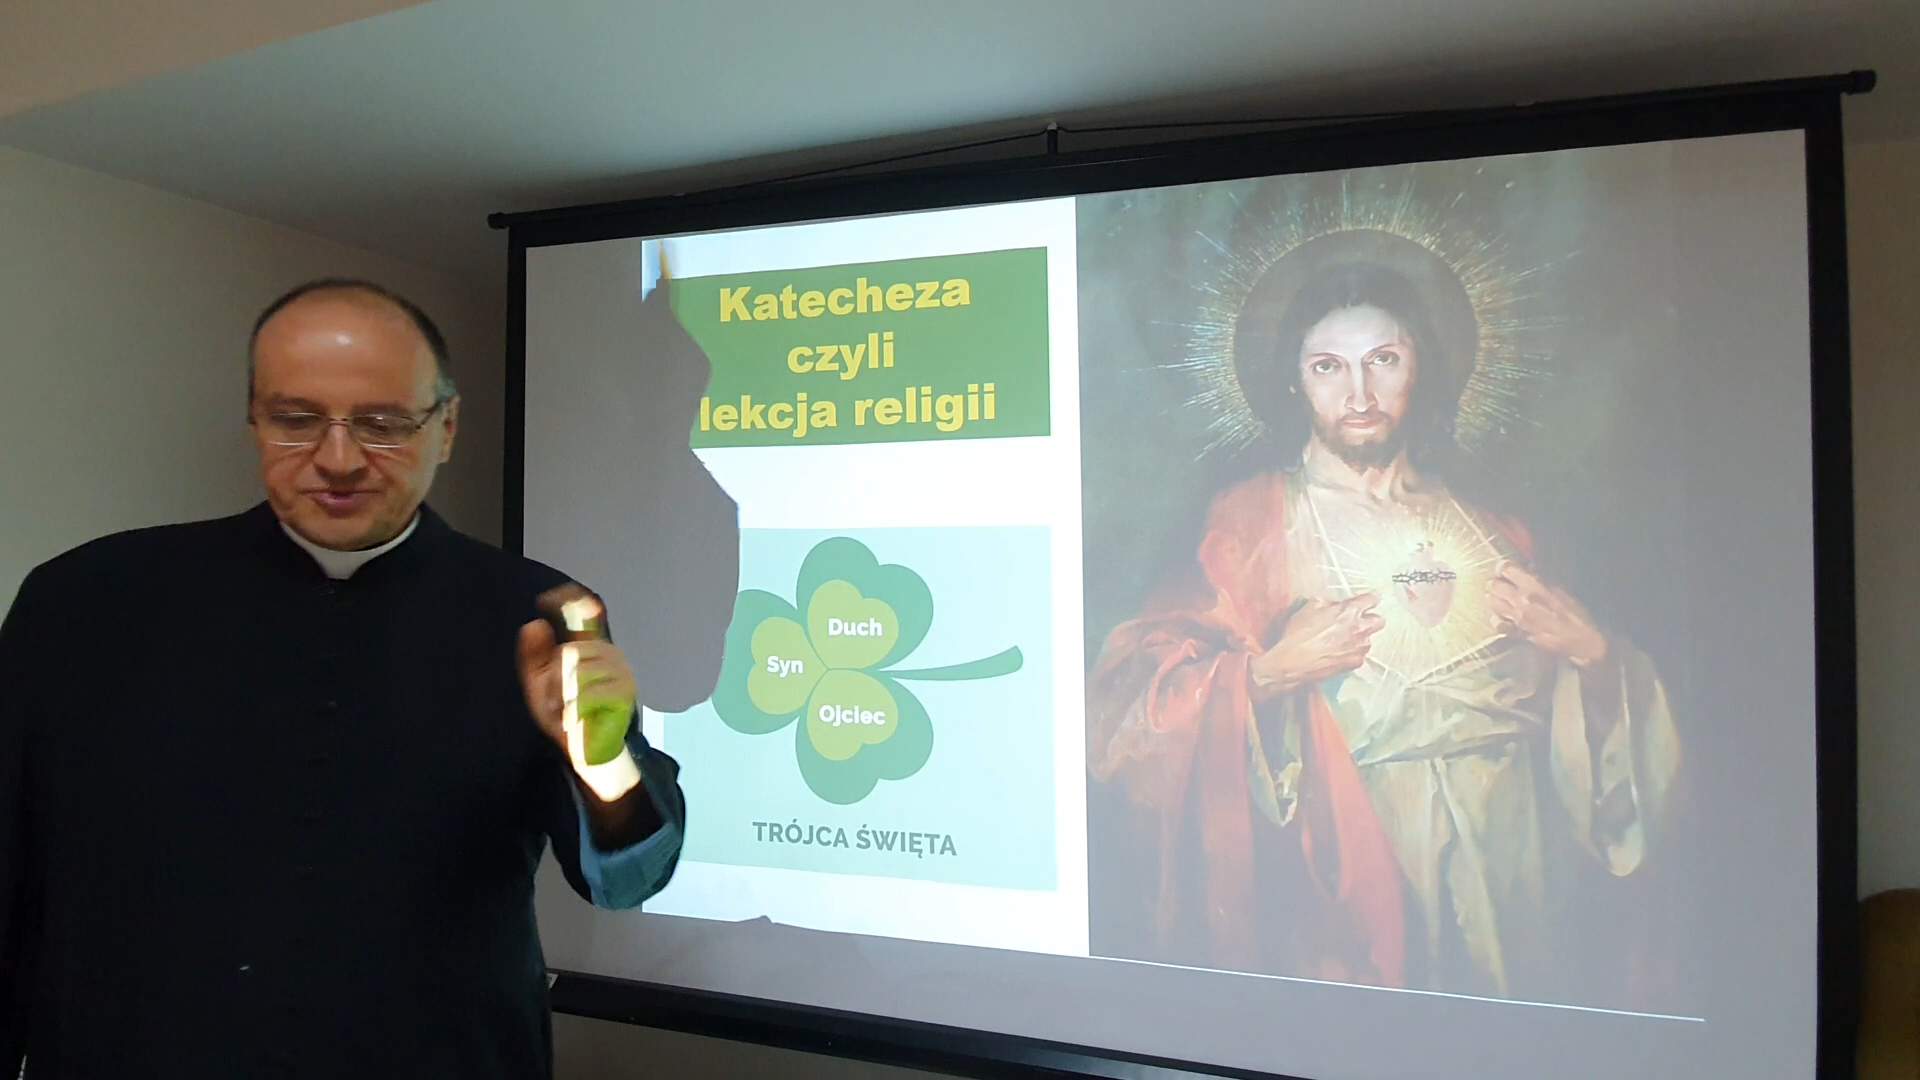 Katecheza
czyli
lekcja religii
Duch
Syn
Ojciec
TRÓJCA ŚWIĘTA